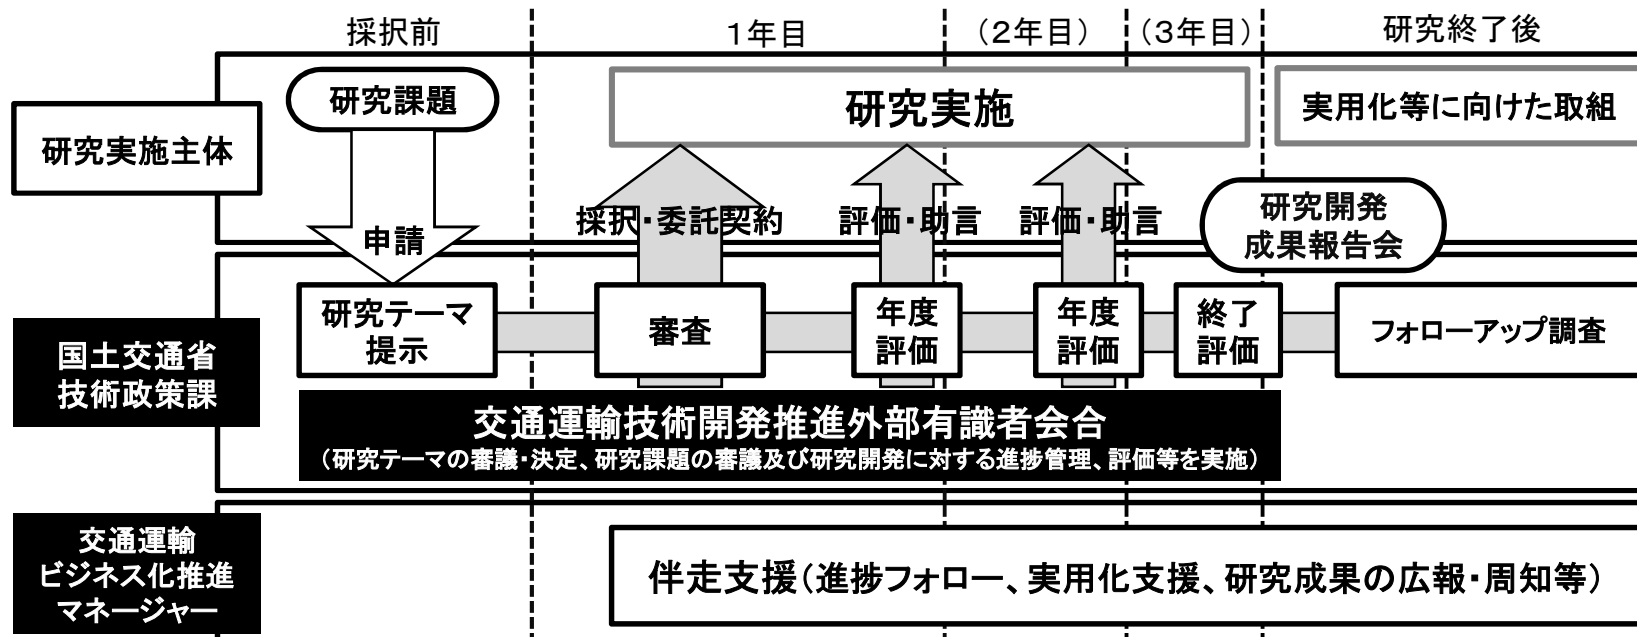 採択前
1年目
(2年目)
(3年目)
研究終了後
研究実施主体
研究課題
申請
研究実施
実用化等に向けた取組
採択・委託契約
評価・助言
評価・助言
研究開発
成果報告会
国土交通省
技術政策課
研究テーマ
提示
審査
年度
評価
年度
評価
終了
評価
フォローアップ調査
交通運輸技術開発推進外部有識者会合
(研究テーマの審議・決定、研究課題の審議及び研究開発に対する進捗管理、評価等を実施)
交通運輸
ビジネス化推進
マネージャー
伴走支援(進捗フォロー、実用化支援、研究成果の広報・周知等)